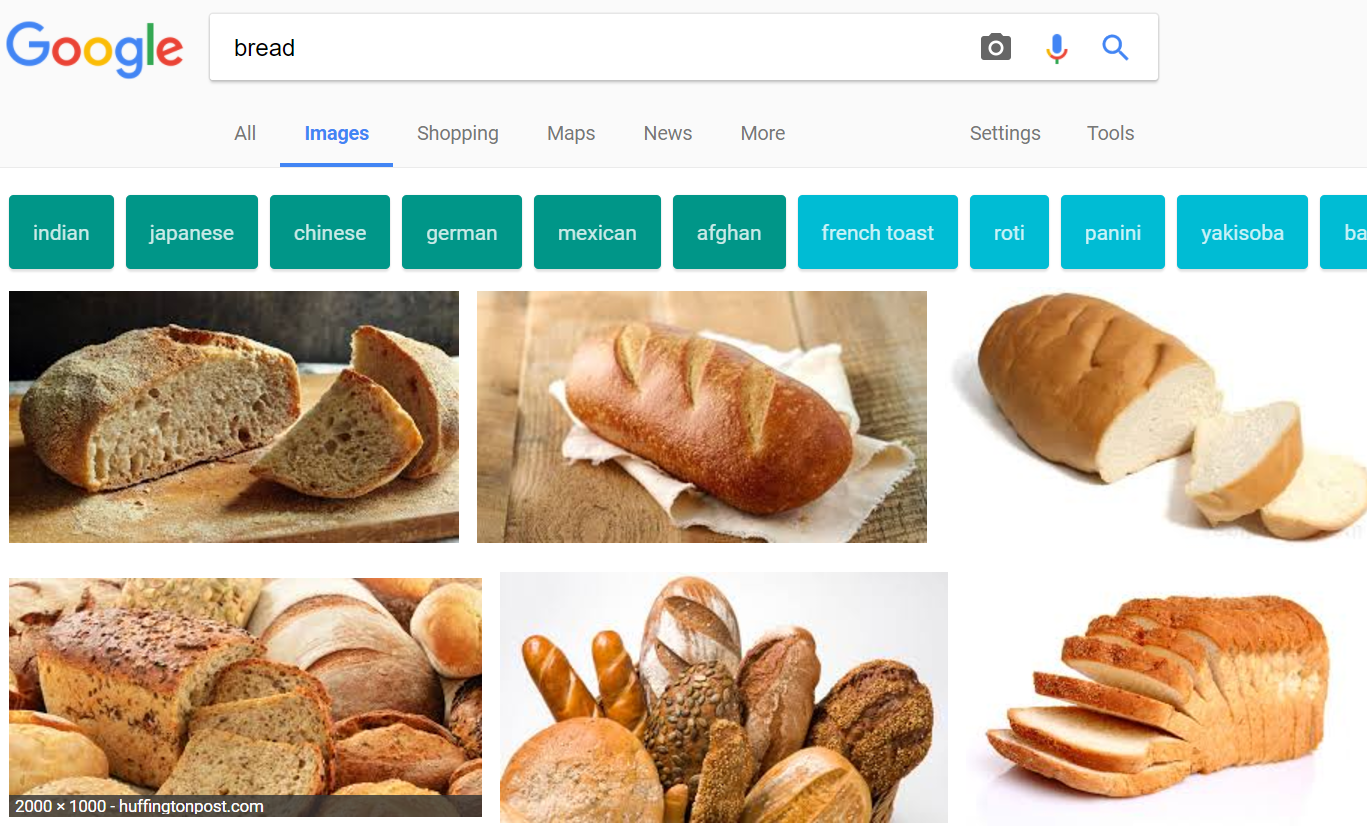 Google
bread
All Images Shopping Maps News More Settings Tools
indian japanese chinese german mexican afghan french toast roti panini yakisoba ba
2000 × 1000 - huffingtonpost.com